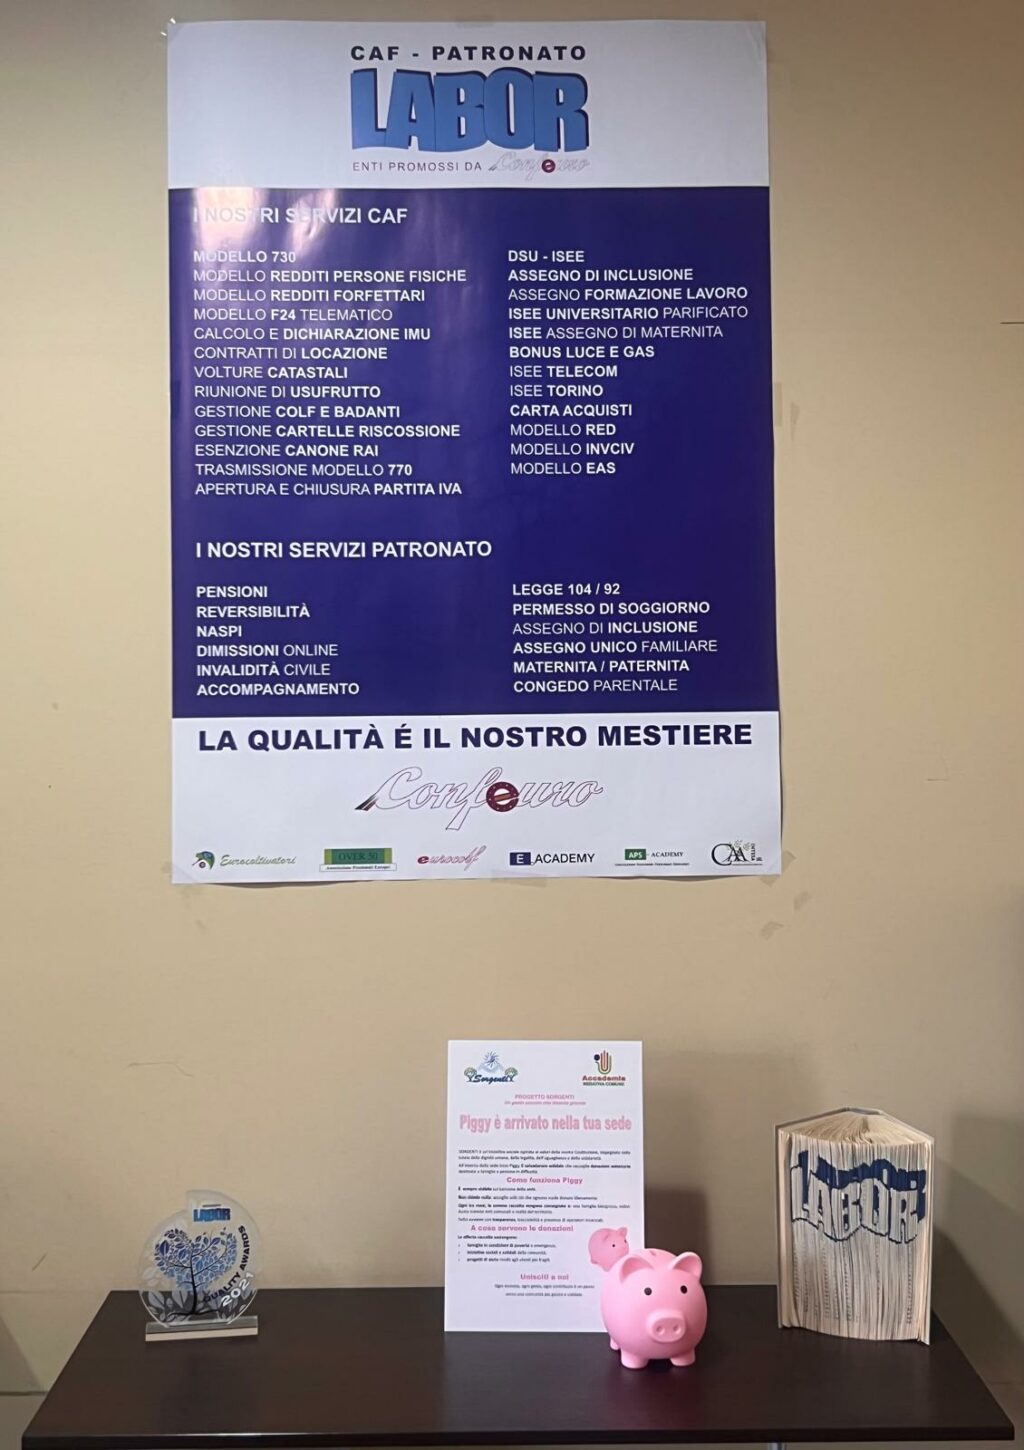 CAF - PATRONATO
LABOR
ENTI PROMOSSI DA Confeuro
I NOSTRI SERVIZI CAF
MODELLO 730
MODELLO REDDITI PERSONE FISICHE
MODELLO REDDITI FORFETTARI
MODELLO F24 TELEMATICO
CALCOLO E DICHIARAZIONE IMU
CONTRATTI DI LOCAZIONE
VOLTURE CATASTALI
RIUNIONE DI USUFRUTTO
GESTIONE COLF E BADANTI
GESTIONE CARTELLE RISCOSSIONE
ESENZIONE CANONE RAI
TRASMISSIONE MODELLO 770
APERTURA E CHIUSURA PARTITA IVA
DSU - ISEE
ASSEGNO DI INCLUSIONE
ASSEGNO FORMAZIONE LAVORO
ISEE UNIVERSITARIO PARIFICATO
ISEE ASSEGNO DI MATERNITA
BONUS LUCE E GAS
ISEE TELECOM
ISEE TORINO
CARTA ACQUISTI
MODELLO RED
MODELLO INVCIV
MODELLO EAS
I NOSTRI SERVIZI PATRONATO
PENSIONI
REVERSIBILITÀ
NASPI
DIMISSIONI ONLINE
INVALIDITÀ CIVILE
ACCOMPAGNAMENTO
LEGGE 104 / 92
PERMESSO DI SOGGIORNO
ASSEGNO DI INCLUSIONE
ASSEGNO UNICO FAMILIARE
MATERNITA / PATERNITA
CONGEDO PARENTALE
LA QUALITÀ É IL NOSTRO MESTIERE
Confeuro
Eurocoltivatori
OVER 50
eurocolf
E ACADEMY
APS - ACADEMY
CAA
Sorgenti
Accademia
INIZIATIVA COMUNE
PROGETTO SORGENTI
Piggy è arrivato nella tua sede
Come funziona Piggy
A cosa servono le donazioni
Unisciti a noi
LABOR
QUALITY AWARDS
2021
LABOR